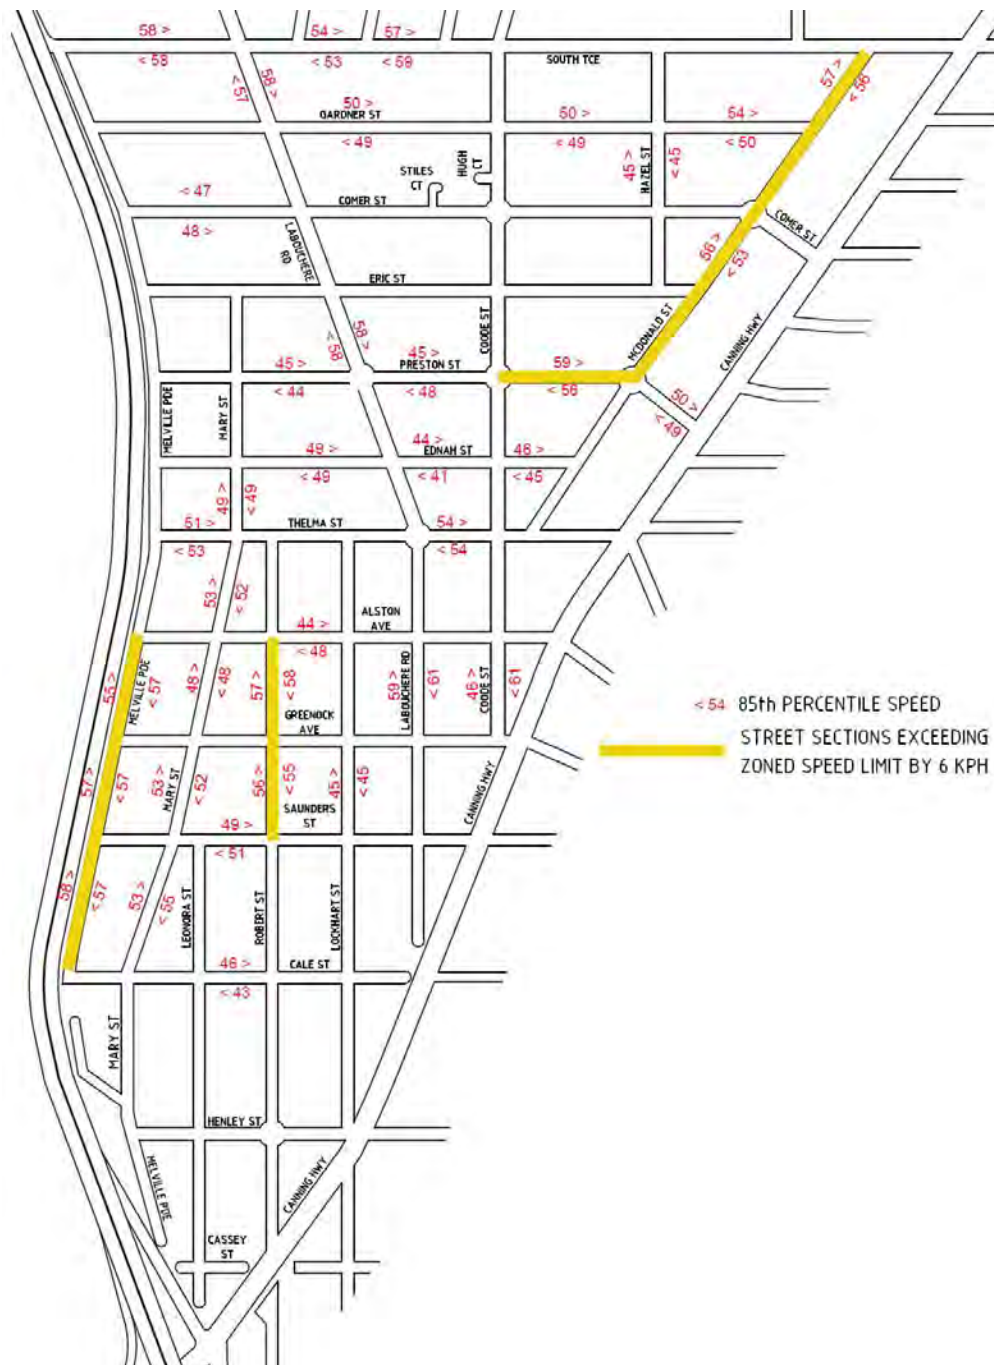 58 >
54 >
57 >
< 58
< 53
< 59
SOUTH TCE
57 >
< 56
< 57
58 >
50 >
GARDNER ST
50 >
54 >
< 49
< 49
< 50
HUGH
CT
STILES
CT
45 >
HAZEL ST
< 45
< 47
COMER ST
48 >
LABOUCHERE
RD
COMER ST
56 >
< 53
ERIC ST
COODE ST
MCDONALD ST
CANNING HWY
< 58
58 >
45 >
45 >
PRESTON ST
59 >
< 44
< 48
< 56
50 >
< 49
MELVILLE PDE
MARY ST
49 >
44 >
EDNAH ST
46 >
< 49
< 41
< 45
49 >
< 49
51 >
THELMA ST
54 >
< 53
< 54
53 >
< 52
ALSTON
AVE
44 >
< 48
55 >
MELVILLE PDE
< 57
48 >
< 48
57 >
< 58
59 >
LABOUCHERE RD
< 61
46 >
COODE ST
< 61
GREENOCK
AVE
< 54 85th PERCENTILE SPEED
STREET SECTIONS EXCEEDING
ZONED SPEED LIMIT BY 6 KPH
57 >
< 57
53 >
MARY ST
< 52
56 >
< 55
45 >
< 45
CANNING HWY
SAUNDERS
ST
49 >
< 51
58 >
< 57
53 >
< 55
LEONORA ST
ROBERT ST
LOCKHART ST
46 >
CALE ST
< 43
MARY ST
HENLEY ST
MELVILLE PDE
CANNING HWY
CASSEY
ST